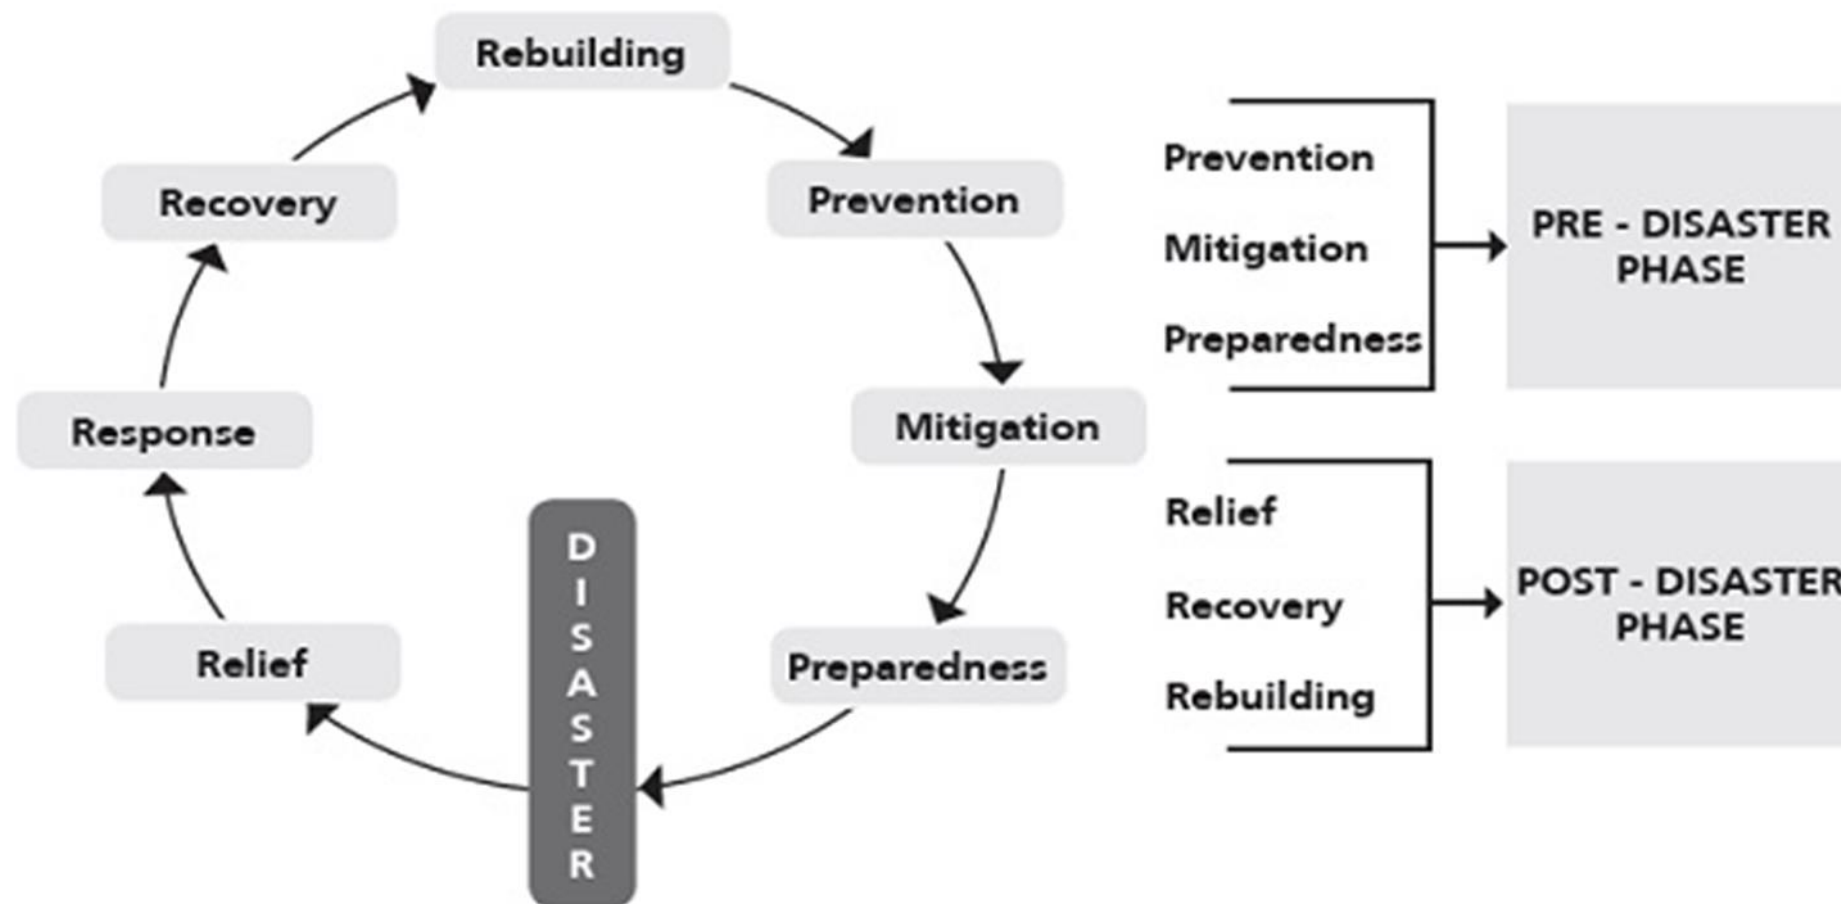 Rebuilding
Recovery
Prevention
Response
Mitigation
Relief
Preparedness
DISASTER
Prevention
Mitigation
Preparedness
PRE - DISASTER
PHASE
Relief
Recovery
Rebuilding
POST - DISASTER
PHASE